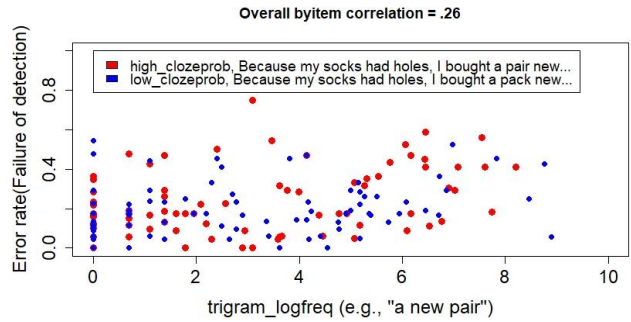 Overall byitem correlation = .26
high_clozeprob, Because my socks had holes, I bought a pair new...
low_clozeprob, Because my socks had holes, I bought a pack new...
Error rate(Failure of detection)
0.8
0.4
0.0
0 2 4 6 8 10
trigram_logfreq (e.g., "a new pair")